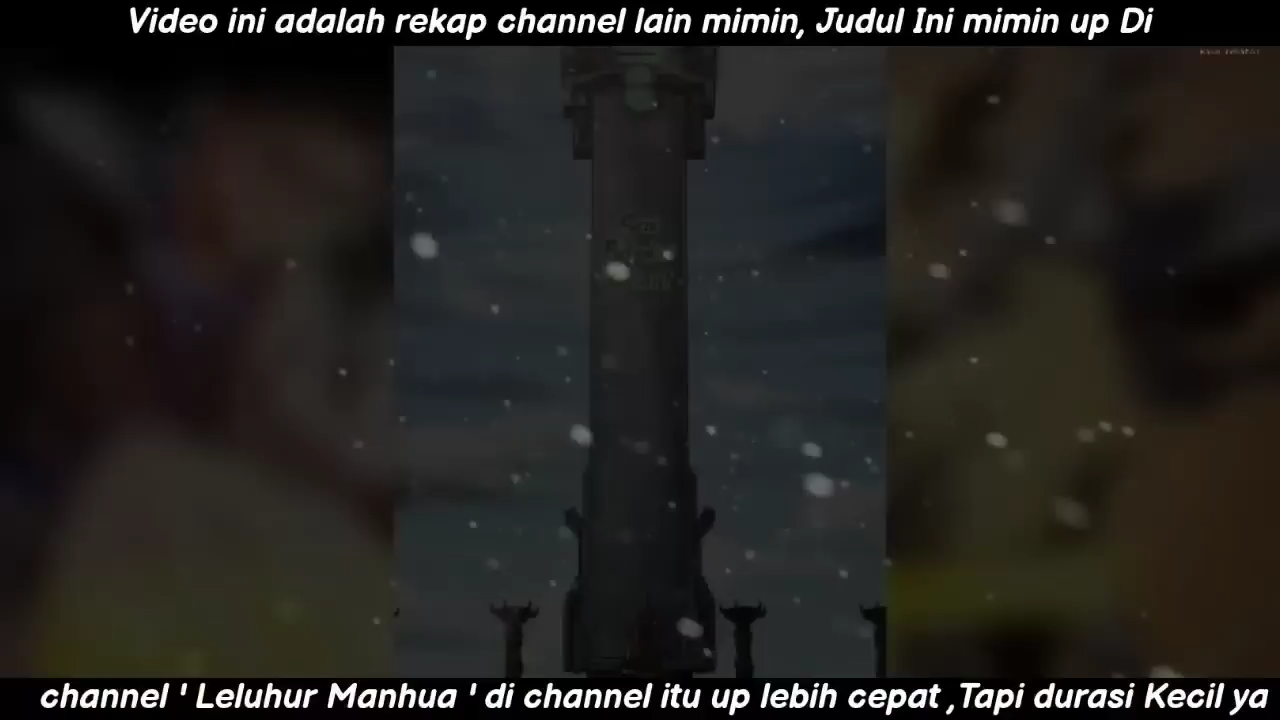 Video ini adalah rekap channel lain mimin, Judul Ini mimin up Di
channel ' Leluhur Manhua ' di channel itu up lebih cepat ,Tapi durasi Kecil ya